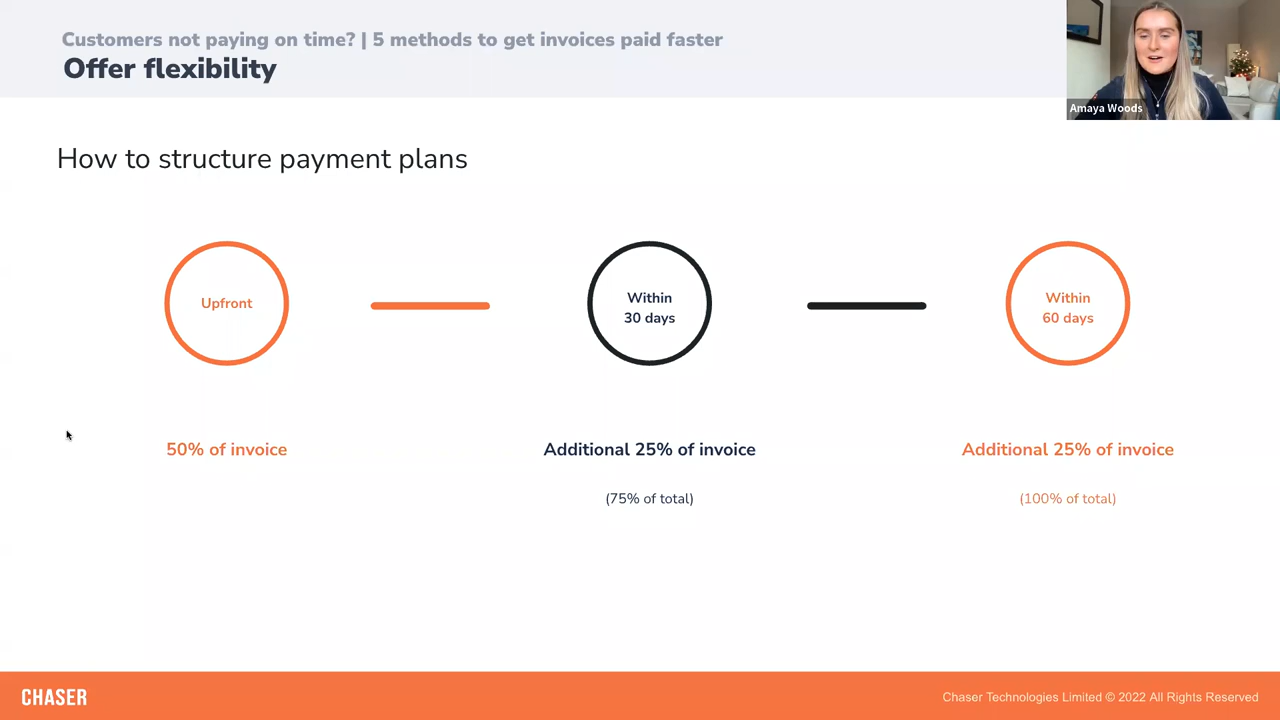 Customers not paying on time? | 5 methods to get invoices paid faster
Offer flexibility
Amaya Woods
How to structure payment plans
Upfront
Within
30 days
Within
60 days
50% of invoice
Additional 25% of invoice
Additional 25% of invoice
(75% of total)
(100% of total)
CHASER
Chaser Technologies Limited © 2022 All Rights Reserved